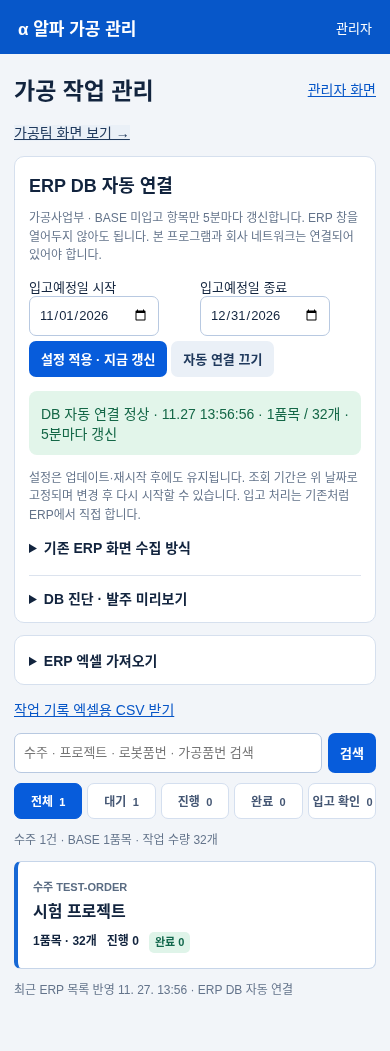 α 알파 가공 관리
관리자
가공 작업 관리
관리자 화면
가공팀 화면 보기 →
ERP DB 자동 연결
가공사업부 · BASE 미입고 항목만 5분마다 갱신합니다. ERP 창을
열어두지 않아도 됩니다. 본 프로그램과 회사 네트워크는 연결되어
있어야 합니다.
입고예정일 시작
입고예정일 종료
11/01/2026
12/31/2026
설정 적용 · 지금 갱신
자동 연결 끄기
DB 자동 연결 정상 · 11.27 13:56:56 · 1품목 / 32개 ·
5분마다 갱신
설정은 업데이트·재시작 후에도 유지됩니다. 조회 기간은 위 날짜로
고정되며 변경 후 다시 시작할 수 있습니다. 입고 처리는 기존처럼
ERP에서 직접 합니다.
▶ 기존 ERP 화면 수집 방식
▶ DB 진단 · 발주 미리보기
▶ ERP 엑셀 가져오기
작업 기록 엑셀용 CSV 받기
수주 · 프로젝트 · 로봇품번 · 가공품번 검색
검색
전체 1
대기 1
진행 0
완료 0
입고 확인 0
수주 1건 · BASE 1품목 · 작업 수량 32개
수주 TEST-ORDER
시험 프로젝트
1품목 · 32개 진행 0 완료 0
최근 ERP 목록 반영 11. 27. 13:56 · ERP DB 자동 연결